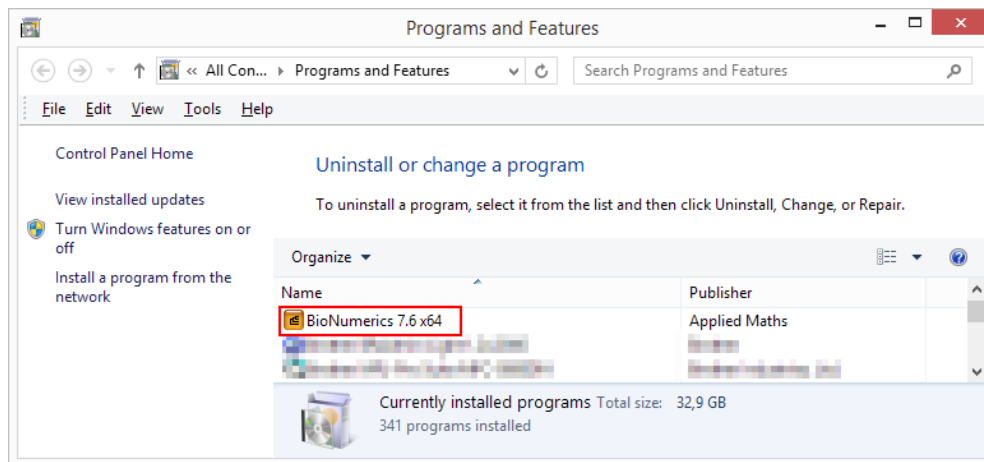 Programs and Features
« All Con... Programs and Features Search Programs and Features
File Edit View Tools Help
Control Panel Home
View installed updates
Turn Windows features on or
off
Install a program from the
network
Uninstall or change a program
To uninstall a program, select it from the list and then click Uninstall, Change, or Repair.
Organize
Name Publisher
BioNumerics 7.6 x64 Applied Maths
Currently installed programs Total size: 32,9 GB
341 programs installed